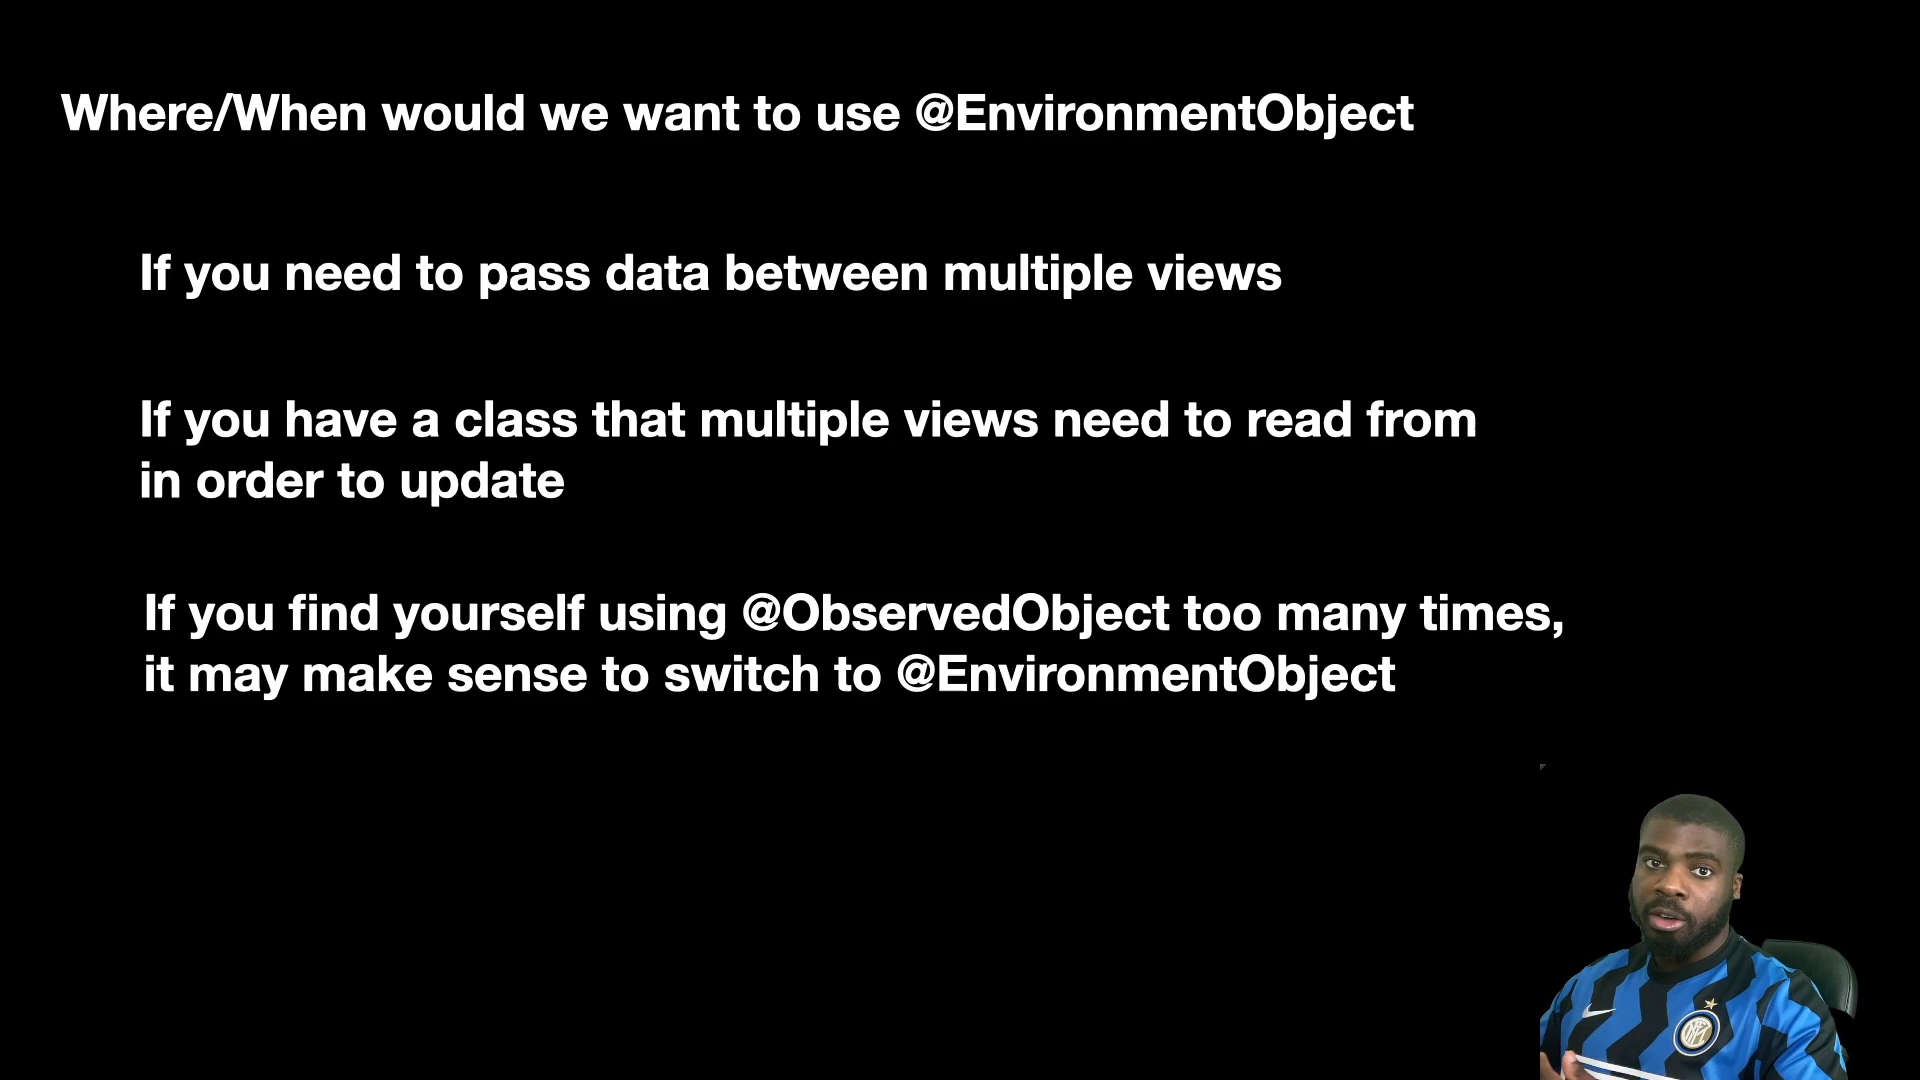 Where/When would we want to use @EnvironmentObject
If you need to pass data between multiple views
If you have a class that multiple views need to read from
in order to update
If you find yourself using @ObservedObject too many times,
it may make sense to switch to @EnvironmentObject